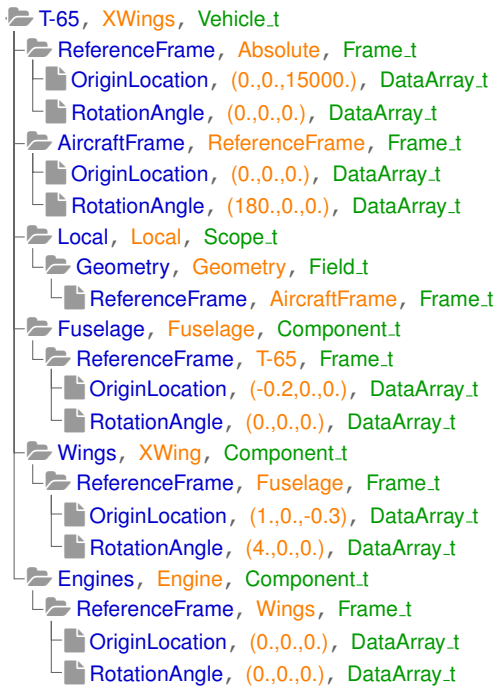 T-65, XWings, Vehicle_t
ReferenceFrame, Absolute, Frame_t
OriginLocation, (0.,0.,15000.), DataArray_t
RotationAngle, (0.,0.,0.), DataArray_t
AircraftFrame, ReferenceFrame, Frame_t
OriginLocation, (0.,0.,0.), DataArray_t
RotationAngle, (180.,0.,0.), DataArray_t
Local, Local, Scope_t
Geometry, Geometry, Field_t
ReferenceFrame, AircraftFrame, Frame_t
Fuselage, Fuselage, Component_t
ReferenceFrame, T-65, Frame_t
OriginLocation, (-0.2,0.,0.), DataArray_t
RotationAngle, (0.,0.,0.), DataArray_t
Wings, XWing, Component_t
ReferenceFrame, Fuselage, Frame_t
OriginLocation, (1.,0.,-0.3), DataArray_t
RotationAngle, (4.,0.,0.), DataArray_t
Engines, Engine, Component_t
ReferenceFrame, Wings, Frame_t
OriginLocation, (0.,0.,0.), DataArray_t
RotationAngle, (0.,0.,0.), DataArray_t